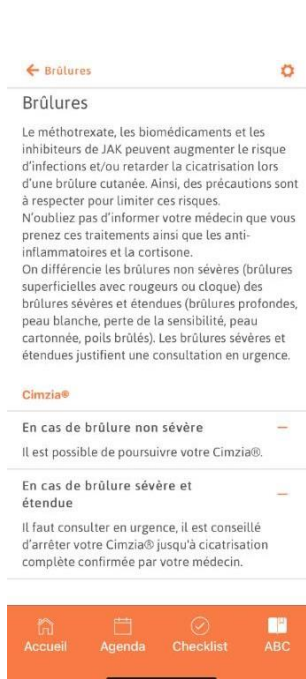 ← Brûlures
Brûlures
Le méthotrexate, les biomédicaments et les
inhibiteurs de JAK peuvent augmenter le risque
d'infections et/ou retarder la cicatrisation lors
d'une brûlure cutanée. Ainsi, des précautions sont
à respecter pour limiter ces risques.
N'oubliez pas d'informer votre médecin que vous
prenez ces traitements ainsi que les anti-
inflammatoires et la cortisone.
On différencie les brûlures non sévères (brûlures
superficielles avec rougeurs ou cloque) des
brûlures sévères et étendues (brûlures profondes,
peau blanche, perte de la sensibilité, peau
cartonnée, poils brûlés). Les brûlures sévères et
étendues justifient une consultation en urgence.
Cimzia®
En cas de brûlure non sévère
Il est possible de poursuivre votre Cimzia®.
En cas de brûlure sévère et
étendue
Il faut consulter en urgence, il est conseillé
d'arrêter votre Cimzia® jusqu'à cicatrisation
complète confirmée par votre médecin.
Accueil Agenda Checklist ABC